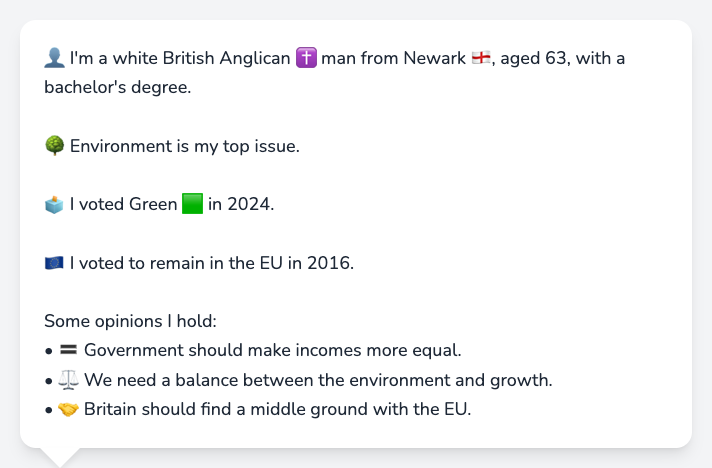 👤 I'm a white British Anglican ✝️ man from Newark 🏴󠁧󠁢󠁥󠁮󠁧󠁿, aged 63, with a
bachelor's degree.
🌳 Environment is my top issue.
🗳️ I voted Green 🟩 in 2024.
🇪🇺 I voted to remain in the EU in 2016.
Some opinions I hold:
• 🟰 Government should make incomes more equal.
• ⚖️ We need a balance between the environment and growth.
• 🤝 Britain should find a middle ground with the EU.